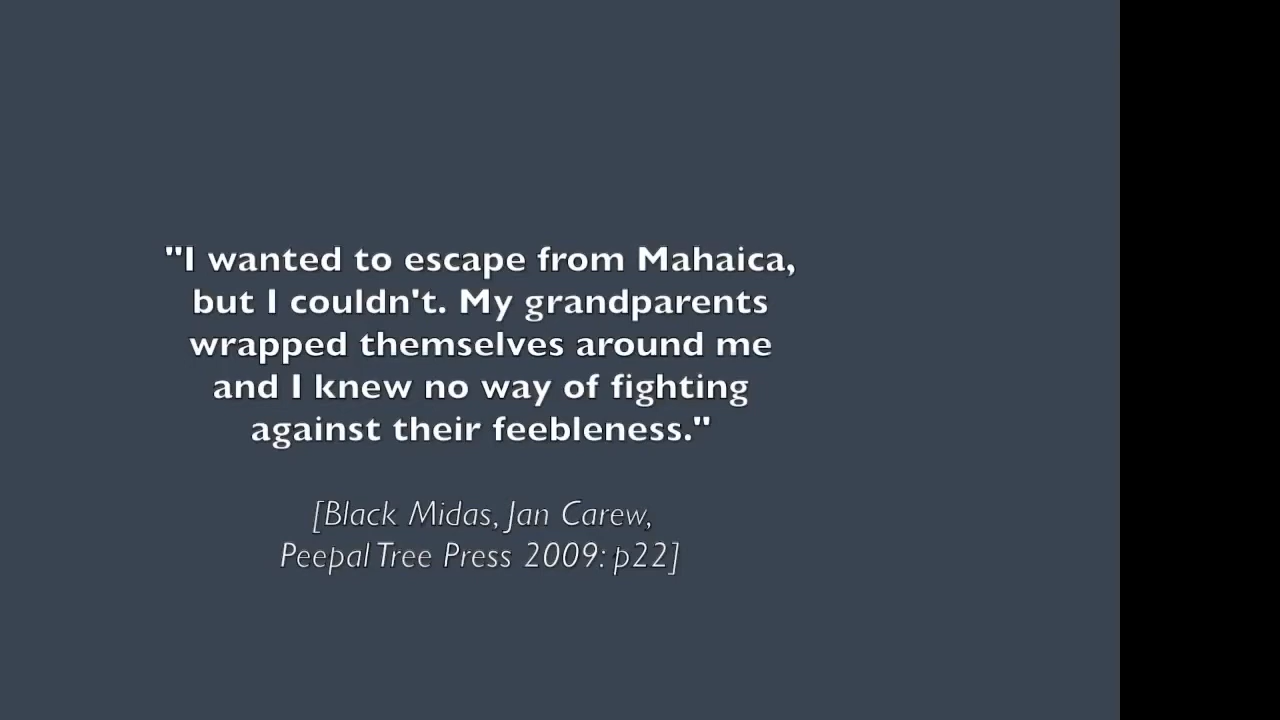 "I wanted to escape from Mahaica,
but I couldn't. My grandparents
wrapped themselves around me
and I knew no way of fighting
against their feebleness."
[Black Midas, Jan Carew,
Peepal Tree Press 2009: p22]